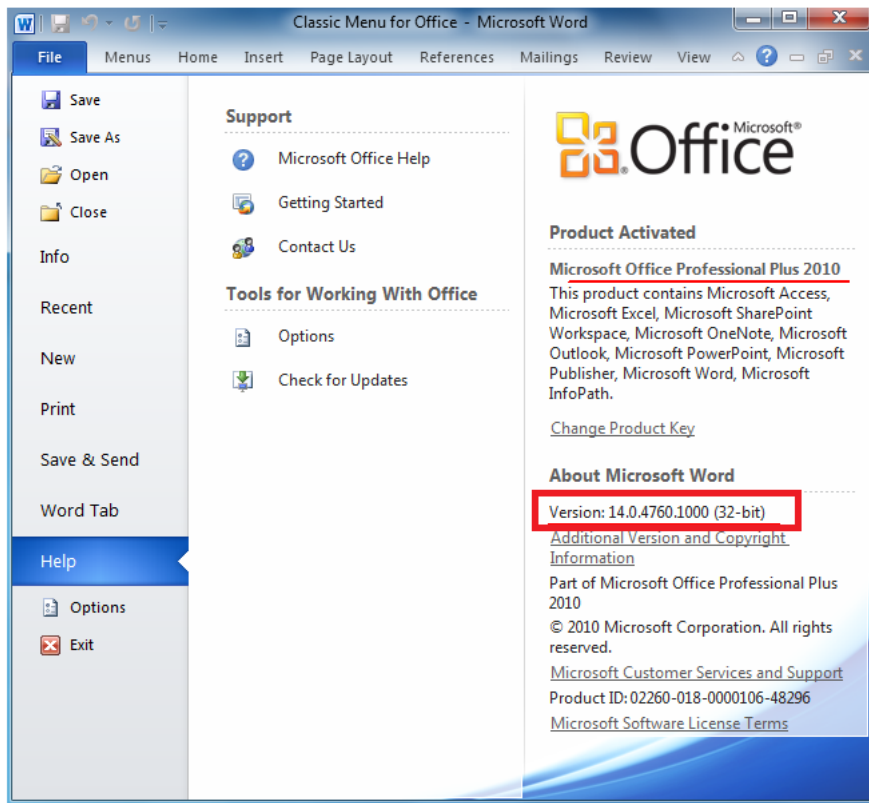 Classic Menu for Office - Microsoft Word
File Menus Home Insert Page Layout References Mailings Review View
Save
Save As
Open
Close
Info
Recent
New
Print
Save & Send
Word Tab
Help
Options
Exit
Support
Microsoft Office Help
Getting Started
Contact Us
Tools for Working With Office
Options
Check for Updates
Microsoft®
Office
Product Activated
Microsoft Office Professional Plus 2010
This product contains Microsoft Access,
Microsoft Excel, Microsoft SharePoint
Workspace, Microsoft OneNote, Microsoft
Outlook, Microsoft PowerPoint, Microsoft
Publisher, Microsoft Word, Microsoft
InfoPath.
Change Product Key
About Microsoft Word
Version: 14.0.4760.1000 (32-bit)
Additional Version and Copyright
Information
Part of Microsoft Office Professional Plus
2010
© 2010 Microsoft Corporation. All rights
reserved.
Microsoft Customer Services and Support
Product ID: 02260-018-0000106-48296
Microsoft Software License Terms